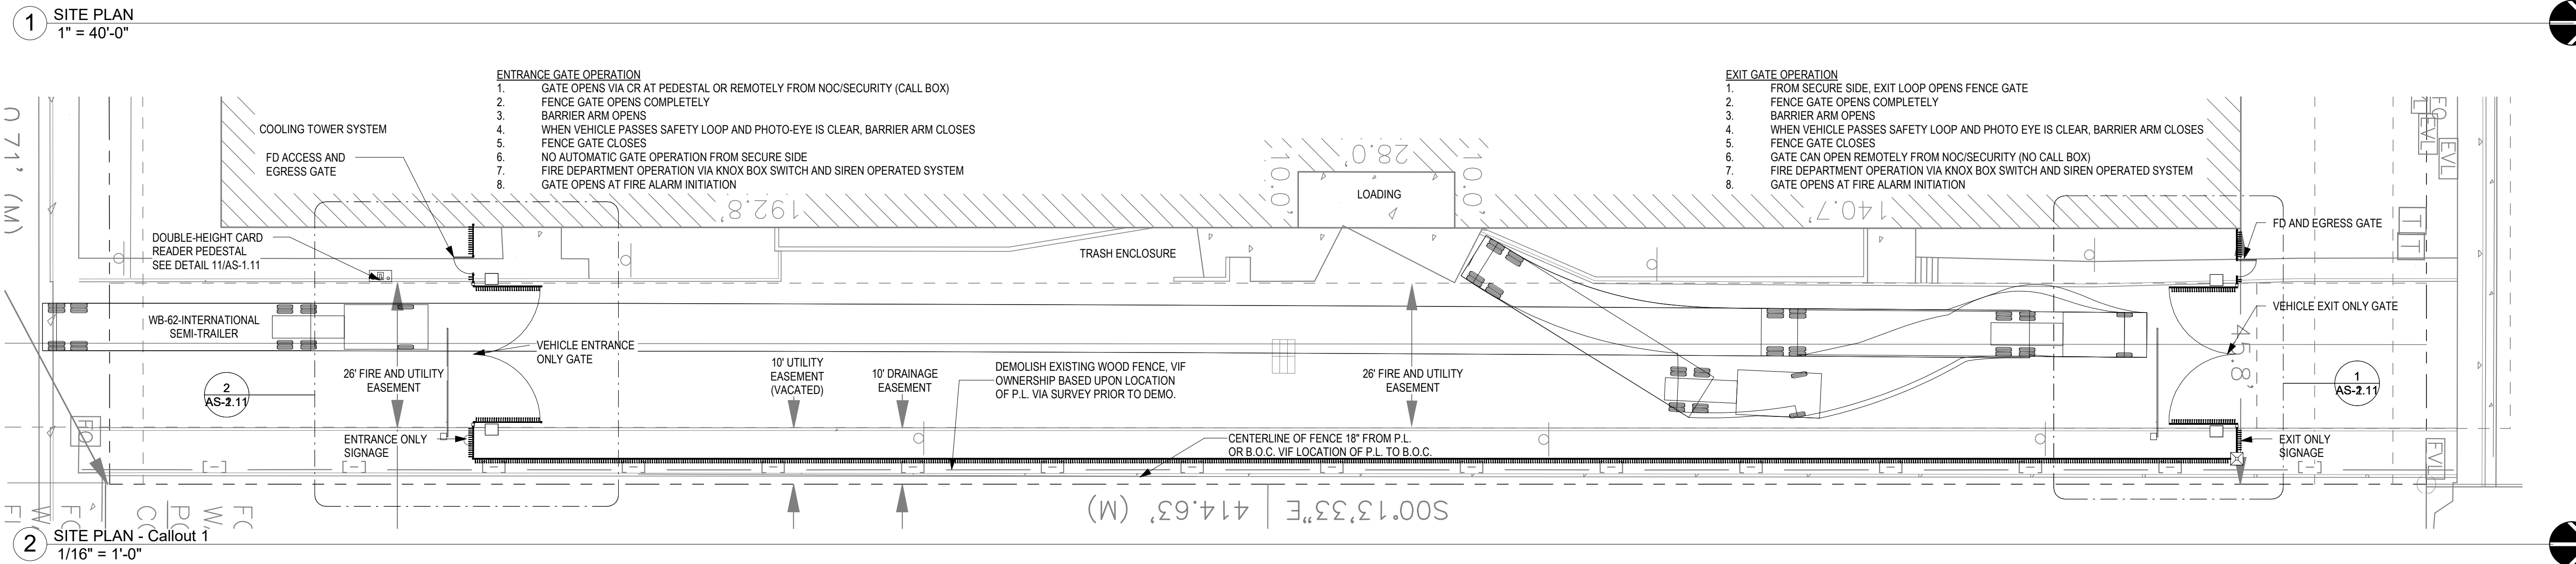 1 SITE PLAN
1" = 40'-0"
ENTRANCE GATE OPERATION
1. GATE OPENS VIA CR AT PEDESTAL OR REMOTELY FROM NOC/SECURITY (CALL BOX)
2. FENCE GATE OPENS COMPLETELY
3. BARRIER ARM OPENS
4. WHEN VEHICLE PASSES SAFETY LOOP AND PHOTO-EYE IS CLEAR, BARRIER ARM CLOSES
5. FENCE GATE CLOSES
6. NO AUTOMATIC GATE OPERATION FROM SECURE SIDE
7. FIRE DEPARTMENT OPERATION VIA KNOX BOX SWITCH AND SIREN OPERATED SYSTEM
8. GATE OPENS AT FIRE ALARM INITIATION
EXIT GATE OPERATION
1. FROM SECURE SIDE, EXIT LOOP OPENS FENCE GATE
2. FENCE GATE OPENS COMPLETELY
3. BARRIER ARM OPENS
4. WHEN VEHICLE PASSES SAFETY LOOP AND PHOTO EYE IS CLEAR, BARRIER ARM CLOSES
5. FENCE GATE CLOSES
6. GATE CAN OPEN REMOTELY FROM NOC/SECURITY (NO CALL BOX)
7. FIRE DEPARTMENT OPERATION VIA KNOX BOX SWITCH AND SIREN OPERATED SYSTEM
8. GATE OPENS AT FIRE ALARM INITIATION
COOLING TOWER SYSTEM
FD ACCESS AND
EGRESS GATE
DOUBLE-HEIGHT CARD
READER PEDESTAL
SEE DETAIL 11/AS-1.11
192.8'
10.0'
28.0'
10.0'
LOADING
140.7'
TRASH ENCLOSURE
FD AND EGRESS GATE
EVL
EVL
T
T
WB-62-INTERNATIONAL
SEMI-TRAILER
VEHICLE ENTRANCE
ONLY GATE
VEHICLE EXIT ONLY GATE
45.8'
2
26' FIRE AND UTILITY
EASEMENT
10' UTILITY
EASEMENT
(VACATED)
10' DRAINAGE
EASEMENT
DEMOLISH EXISTING WOOD FENCE, VIF
OWNERSHIP BASED UPON LOCATION
OF P.L. VIA SURVEY PRIOR TO DEMO.
26' FIRE AND UTILITY
EASEMENT
1
FO
ENTRANCE ONLY
SIGNAGE
CENTERLINE OF FENCE 18" FROM P.L.
OR B.O.C. VIF LOCATION OF P.L. TO B.O.C.
EXIT ONLY
SIGNAGE
EVL
S00°13'33"E 414.63' (M)
2 SITE PLAN - Callout 1
1/16" = 1'-0"